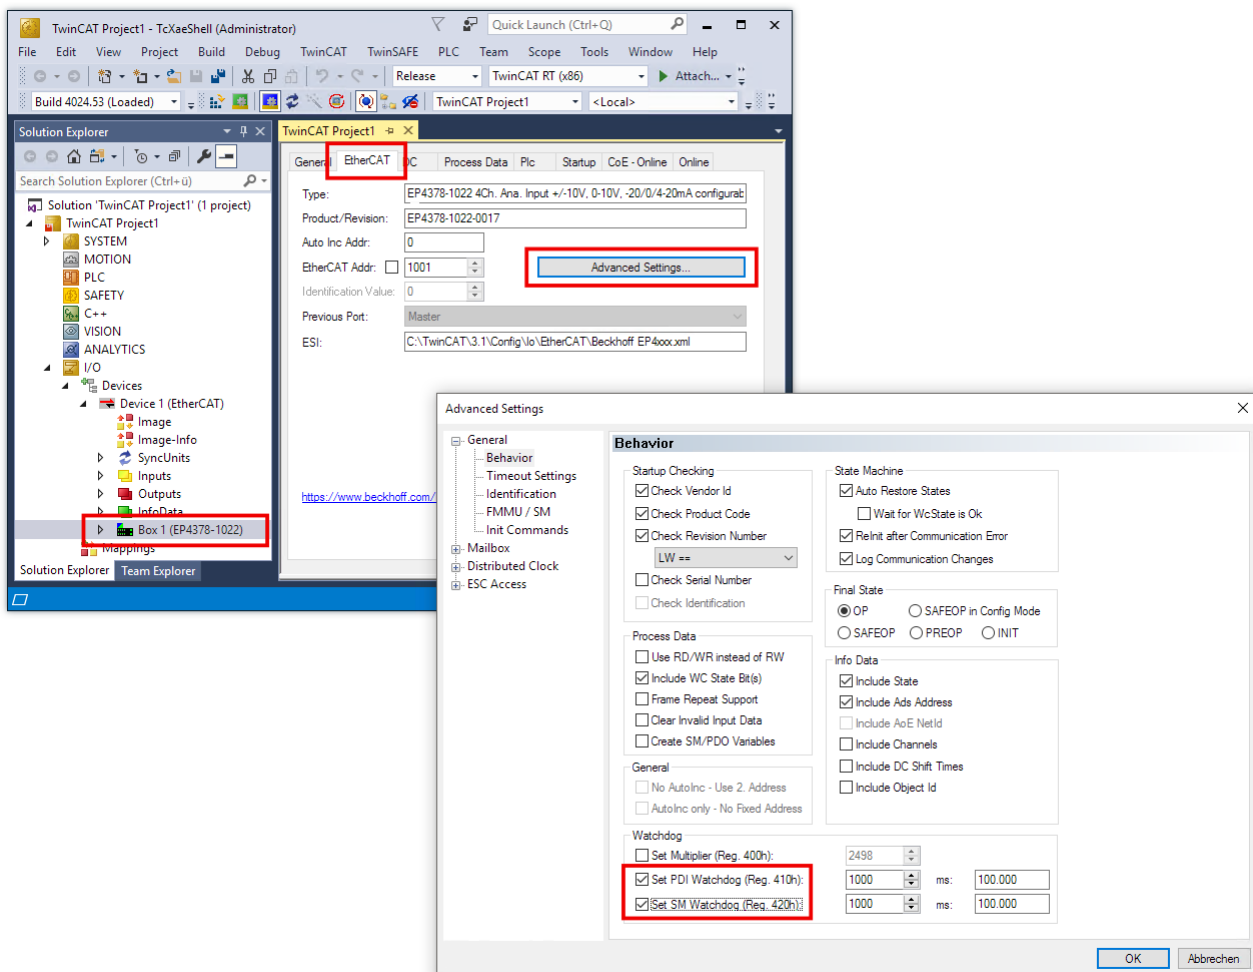 TwinCAT Project1 - TcXaeShell (Administrator)
Quick Launch (Ctrl+Q)
File Edit View Project Build Debug TwinCAT TwinSAFE PLC Team Scope Tools Window Help
Release TwinCAT RT (x86) Attach...
Build 4024.53 (Loaded) TwinCAT Project1 <Local>
Solution Explorer
Search Solution Explorer (Ctrl+ü)
Solution 'TwinCAT Project1' (1 project)
TwinCAT Project1
SYSTEM
MOTION
PLC
SAFETY
C++
VISION
ANALYTICS
I/O
Devices
Device 1 (EtherCAT)
Image
Image-Info
SyncUnits
Inputs
Outputs
InfoData
Box 1 (EP4378-1022)
Mappings
Solution Explorer Team Explorer
TwinCAT Project1
General EtherCAT DC Process Data Plc Startup CoE - Online Online
Type: EP4378-1022 4Ch. Ana. Input +/-10V, 0-10V, -20/0/4-20mA configurab
Product/Revision: EP4378-1022-0017
Auto Inc Addr: 0
EtherCAT Addr: 1001 Advanced Settings...
Identification Value: 0
Previous Port: Master
ESI: C:\TwinCAT\3.1\Config\Io\EtherCAT\Beckhoff EP4xxx.xml
https://www.beckhoff.com/
Advanced Settings
General
Behavior
Timeout Settings
Identification
FMMU / SM
Init Commands
Mailbox
Distributed Clock
ESC Access
Behavior
Startup Checking
Check Vendor Id
Check Product Code
Check Revision Number
LW ==
Check Serial Number
Check Identification
Process Data
Use RD/WR instead of RW
Include WC State Bit(s)
Frame Repeat Support
Clear Invalid Input Data
Create SM/PDO Variables
General
No AutoInc - Use 2. Address
AutoInc only - No Fixed Address
State Machine
Auto Restore States
Wait for WcState is Ok
ReInit after Communication Error
Log Communication Changes
Final State
OP SAFEOP in Config Mode
SAFEOP PREOP INIT
Info Data
Include State
Include Ads Address
Include AoE NetId
Include Channels
Include DC Shift Times
Include Object Id
Watchdog
Set Multiplier (Reg. 400h): 2498
Set PDI Watchdog (Reg. 410h): 1000 ms: 100.000
Set SM Watchdog (Reg. 420h): 1000 ms: 100.000
OK Abbrechen